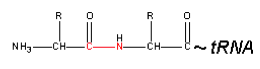 R O R O
H
NH3 CH C N CH C ~ tRNA